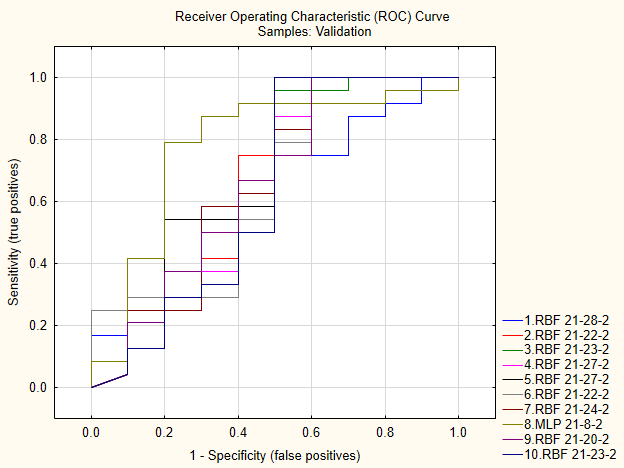 Receiver Operating Characteristic (ROC) Curve
Samples: Validation
Sensitivity (true positives)
1.0
0.8
0.6
0.4
0.2
0.0
0.0 0.2 0.4 0.6 0.8 1.0
1 - Specificity (false positives)
1.RBF 21-28-2
2.RBF 21-22-2
3.RBF 21-23-2
4.RBF 21-27-2
5.RBF 21-27-2
6.RBF 21-22-2
7.RBF 21-24-2
8.MLP 21-8-2
9.RBF 21-20-2
10.RBF 21-23-2